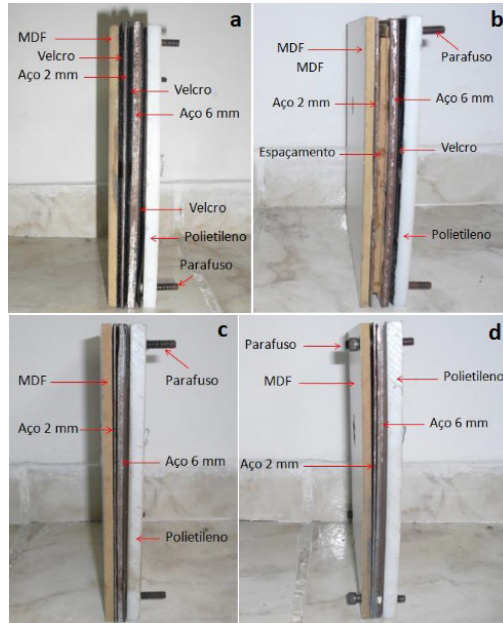 a
MDF
Velcro
Aço 2 mm
Velcro
Aço 6 mm
Velcro
Polietileno
Parafuso
b
MDF
MDF
Parafuso
Aço 2 mm
Aço 6 mm
Espaçamento
Velcro
Polietileno
c
MDF
Parafuso
Aço 2 mm
Aço 6 mm
Polietileno
d
Parafuso
MDF
Polietileno
Aço 6 mm
Aço 2 mm